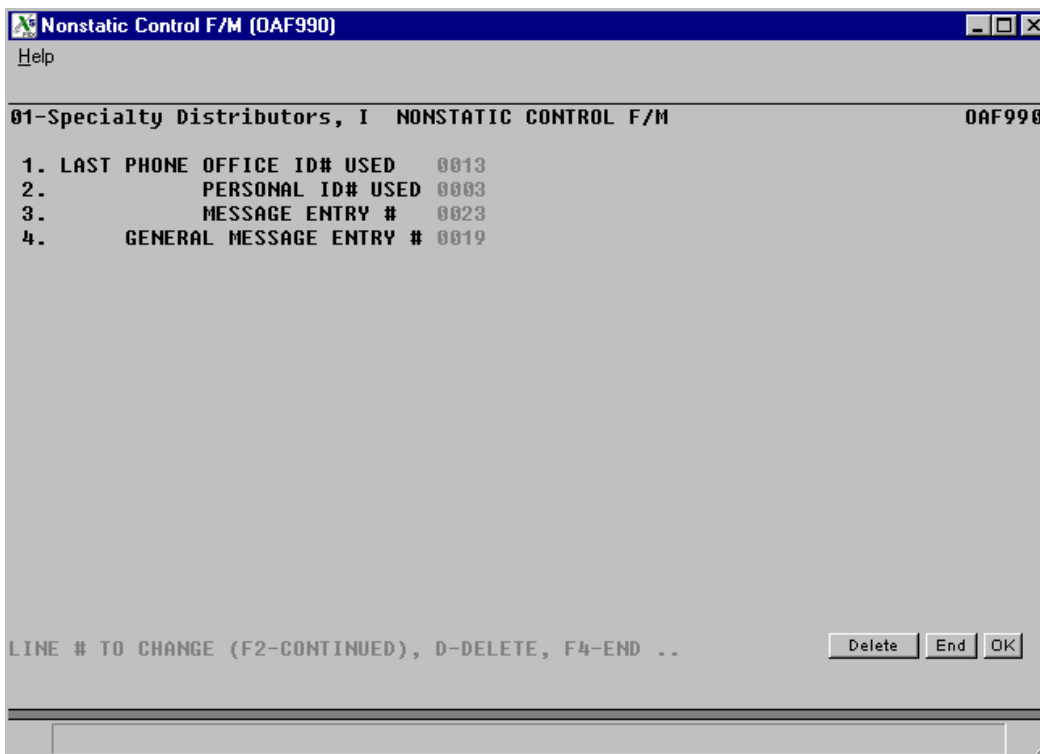 Nonstatic Control F/M (OAF990)
Help
01-Specialty Distributors, I NONSTATIC CONTROL F/M OAF990
1. LAST PHONE OFFICE ID# USED 0013
2. PERSONAL ID# USED 0003
3. MESSAGE ENTRY # 0023
4. GENERAL MESSAGE ENTRY # 0019
LINE # TO CHANGE (F2-CONTINUED), D-DELETE, F4-END .. Delete End OK